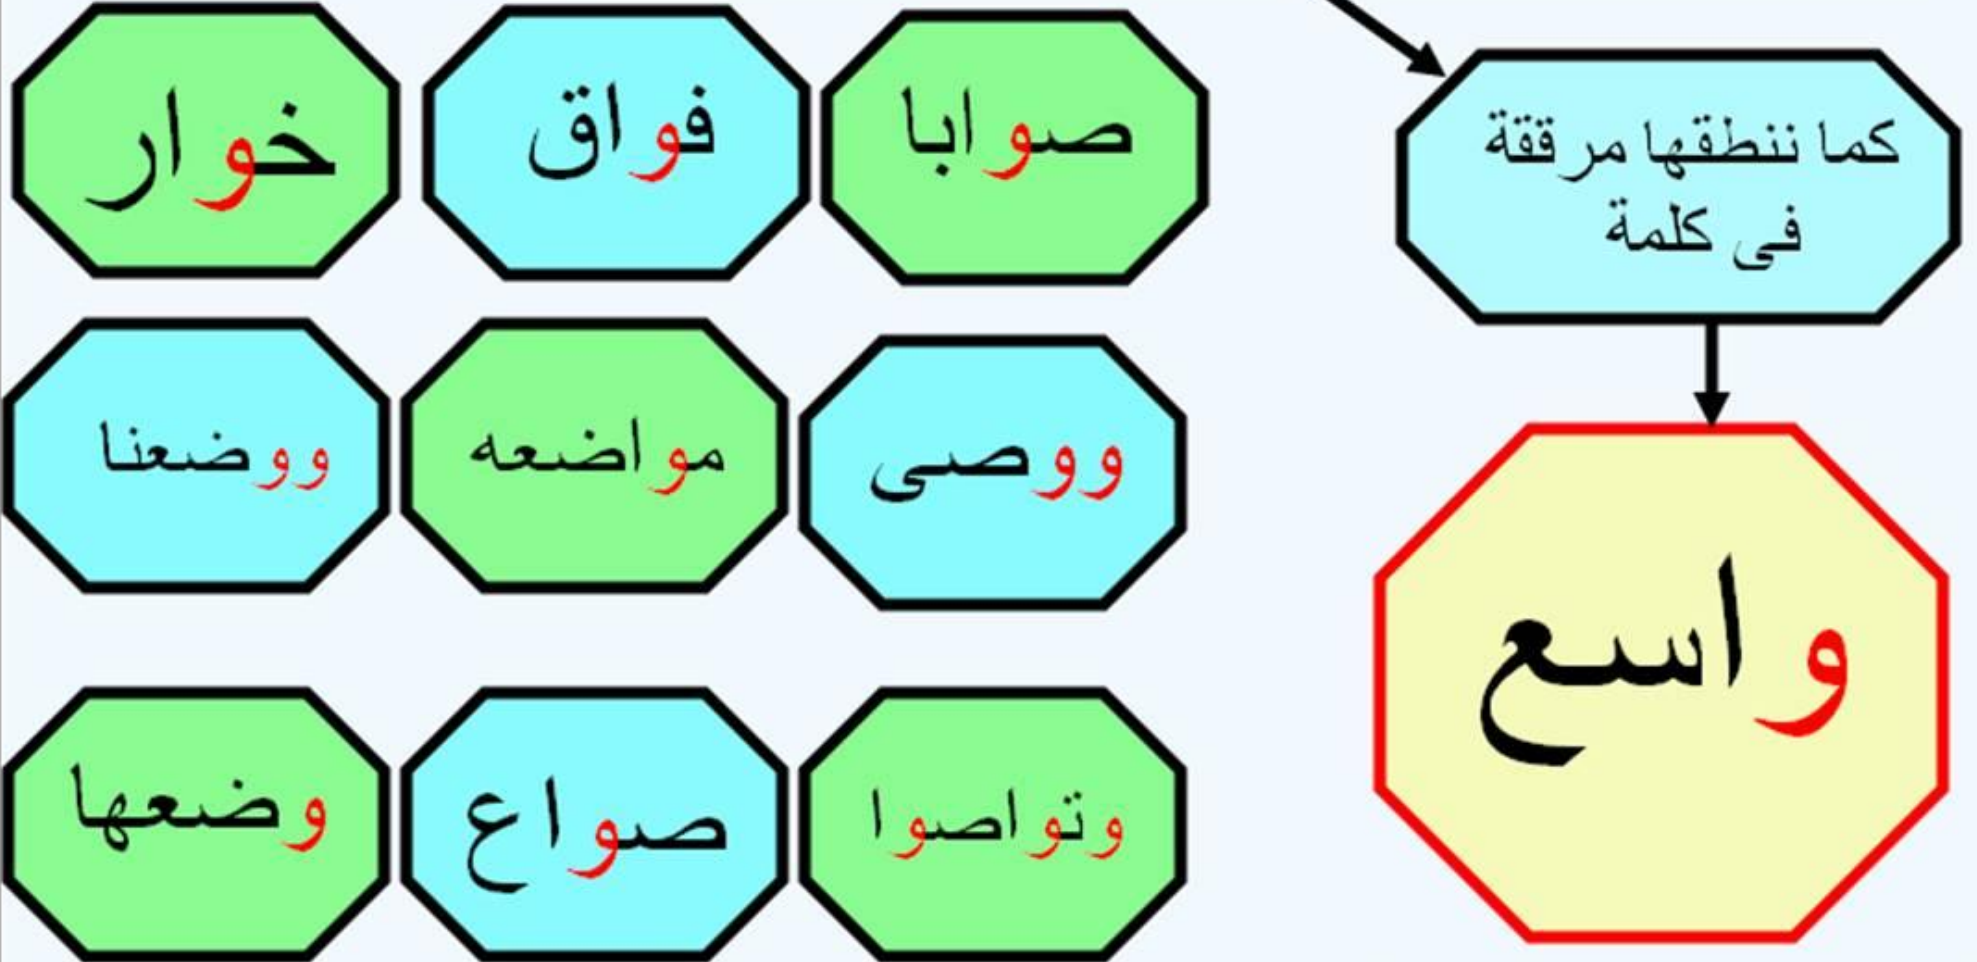 كما ننطقها مرققة
فى كلمة
واسع
صوابا
فواق
خوار
ووصى
مواضعه
ووضعنا
وتواصوا
صواع
وضعها